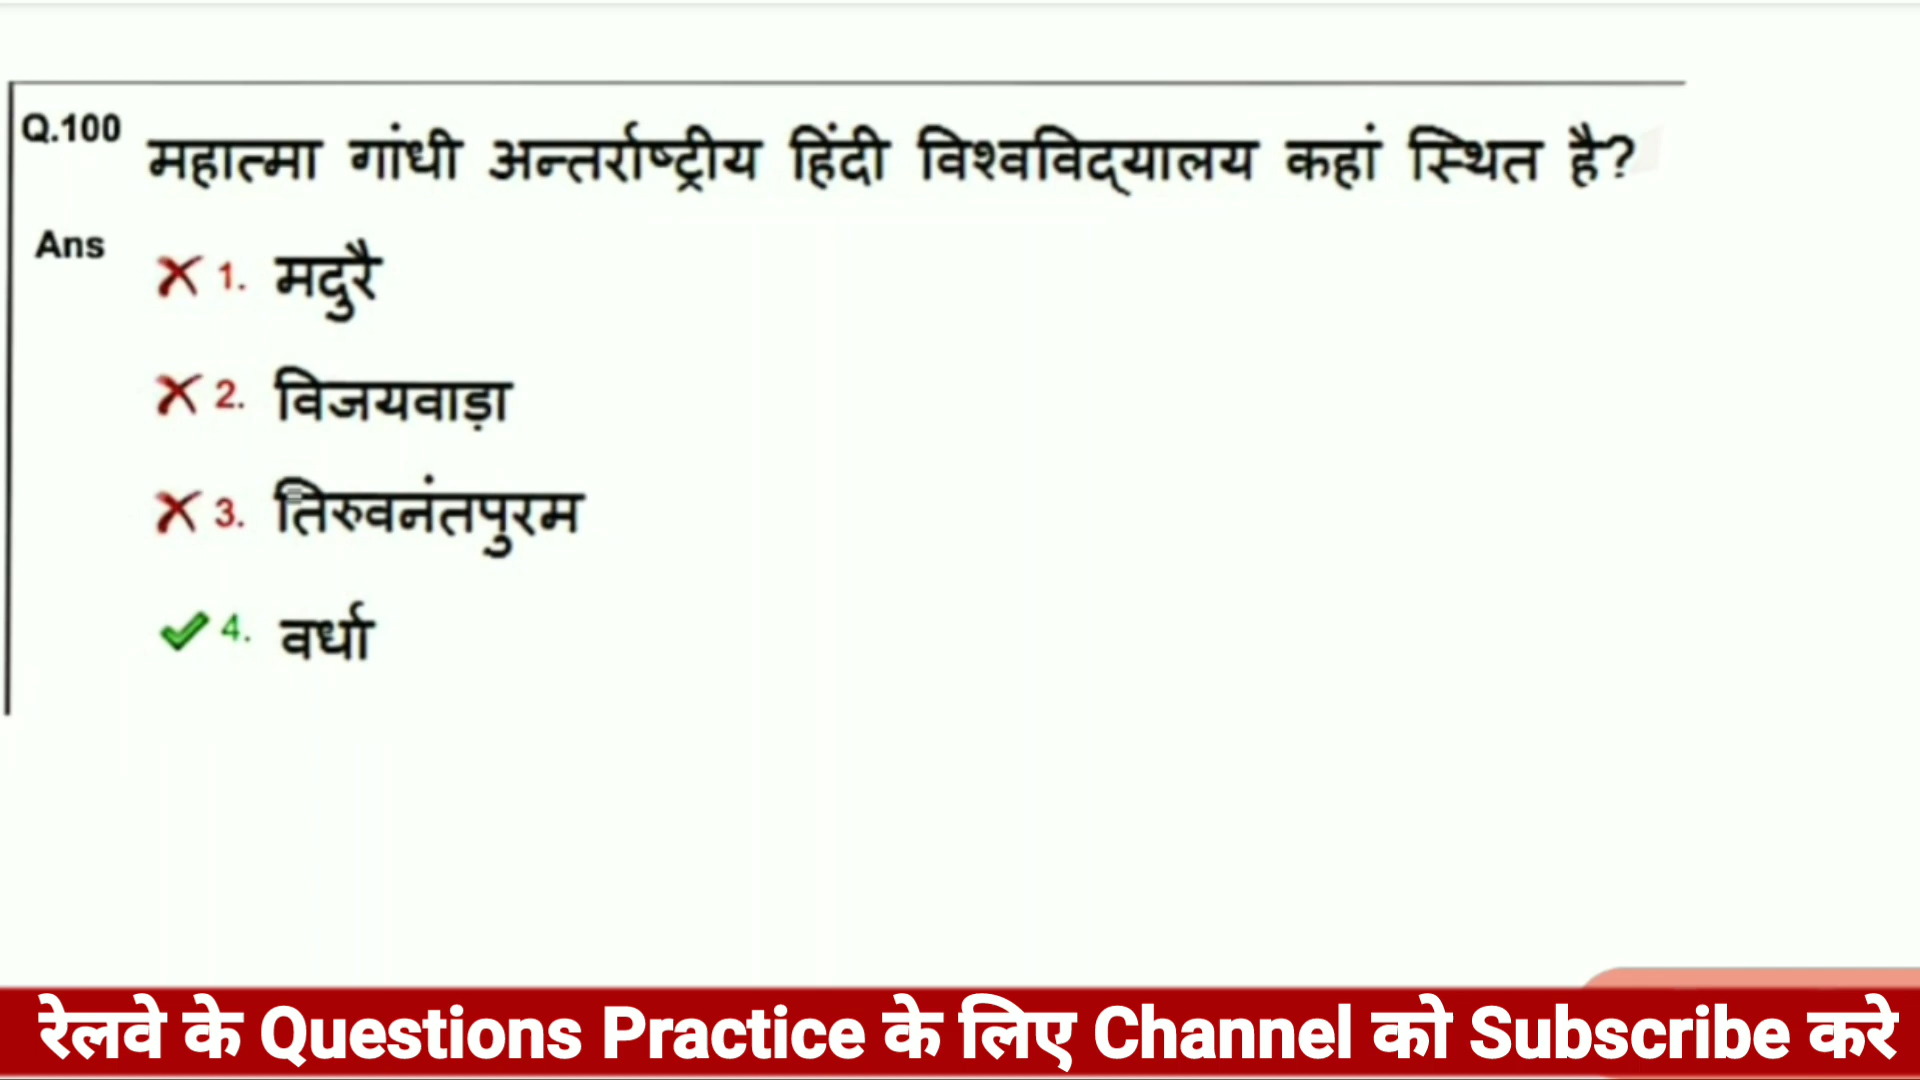 Q.100 महात्मा गांधी अन्तर्राष्ट्रीय हिंदी विश्वविद्यालय कहां स्थित है?
Ans
1. मदुरै
2. विजयवाड़ा
3. तिरुवनंतपुरम
4. वर्धा
रेलवे के Questions Practice के लिए Channel को Subscribe करे